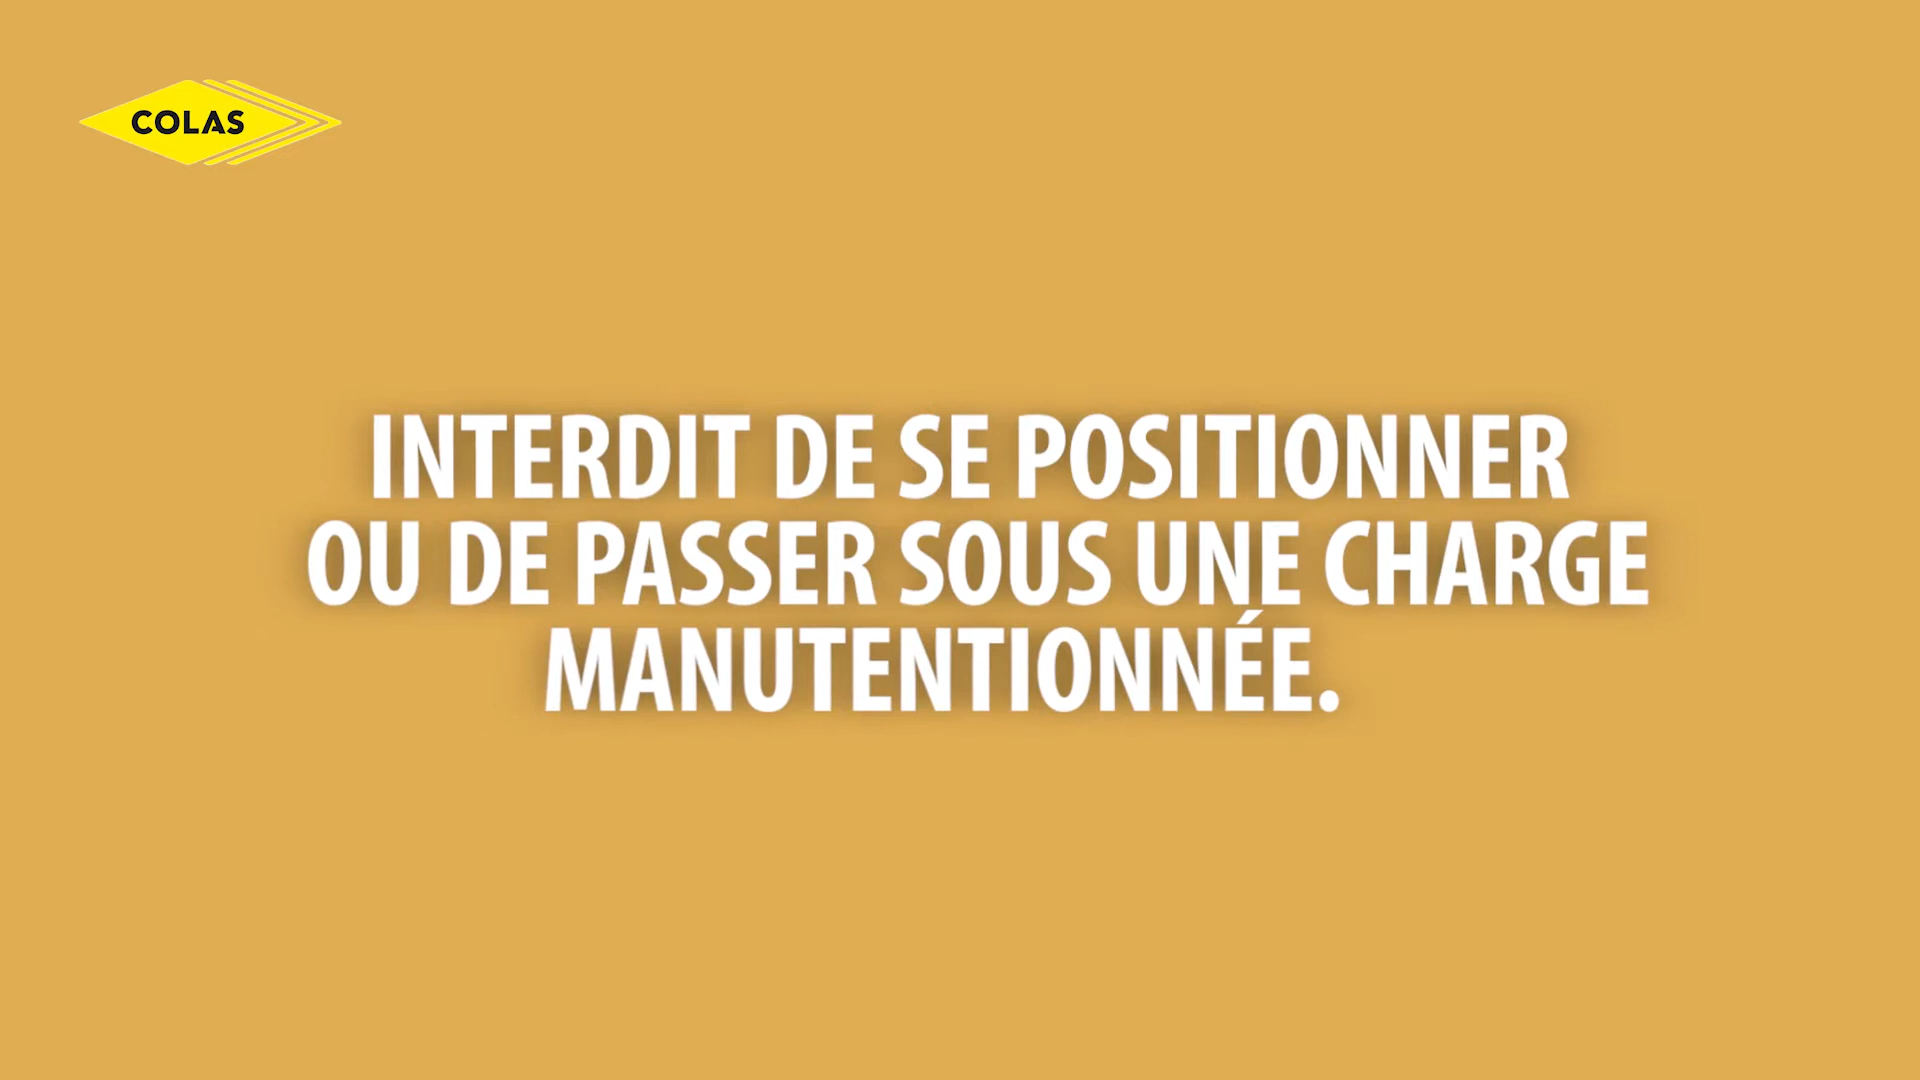 COLAS
INTERDIT DE SE POSITIONNER
OU DE PASSER SOUS UNE CHARGE
MANUTENTIONNÉE.